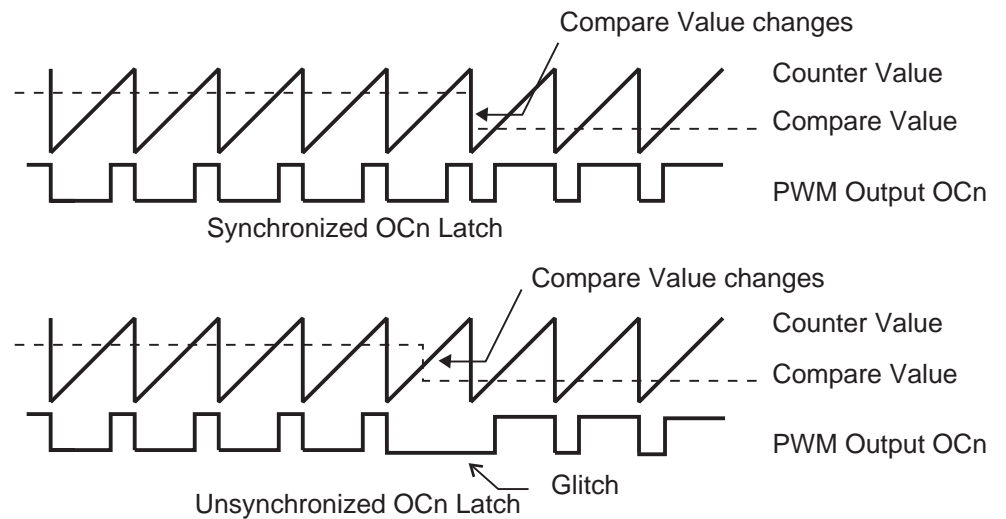 Compare Value changes
Counter Value
Compare Value
PWM Output OCn
Synchronized OCn Latch
Compare Value changes
Counter Value
Compare Value
PWM Output OCn
Glitch
Unsynchronized OCn Latch